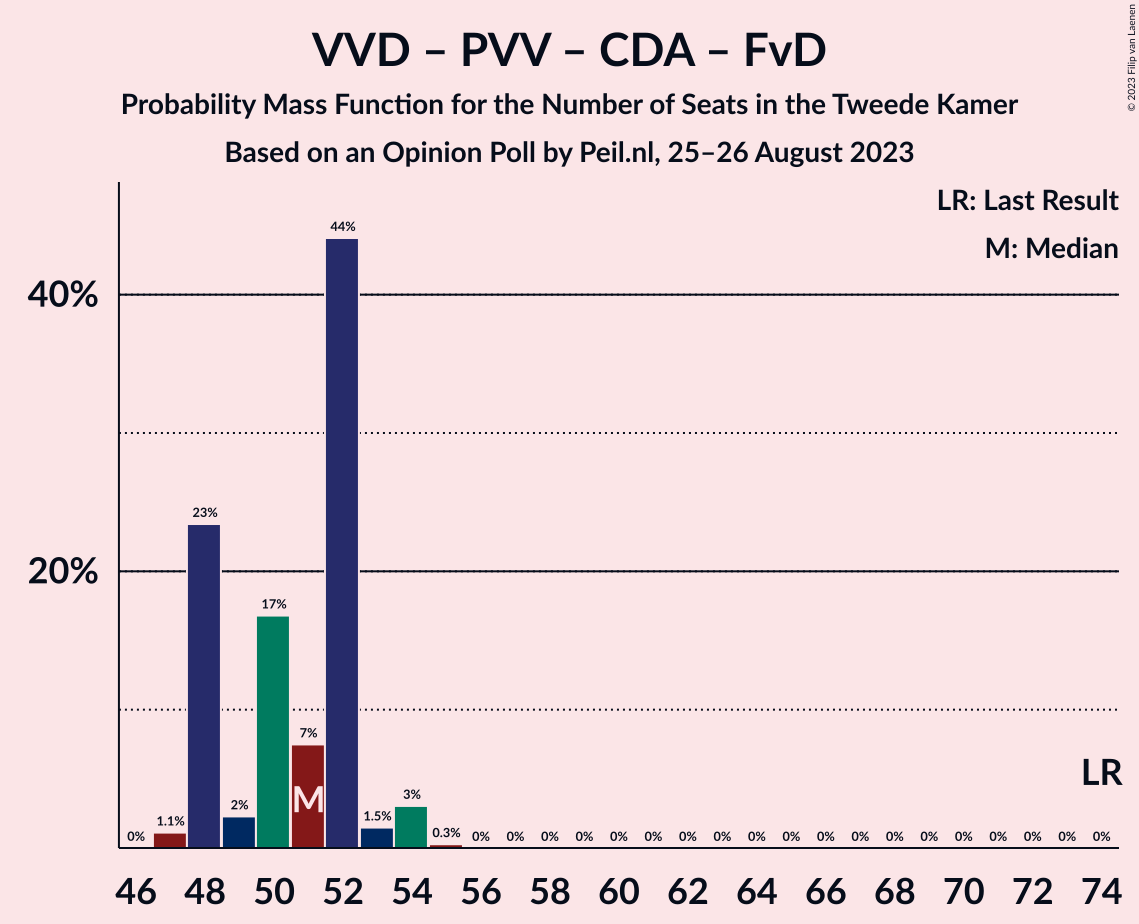 VVD – PVV – CDA – FvD
Probability Mass Function for the Number of Seats in the Tweede Kamer
Based on an Opinion Poll by Peil.nl, 25–26 August 2023
© 2023 Filip van Laenen
LR: Last Result
M: Median
40%
20%
0% 1.1% 23% 2% 17% 7% 44% 1.5% 3% 0.3% 0% 0% 0% 0% 0% 0% 0% 0% 0% 0% 0% 0% 0% 0% 0% 0% 0% 0% 0%
M
LR
46 48 50 52 54 56 58 60 62 64 66 68 70 72 74